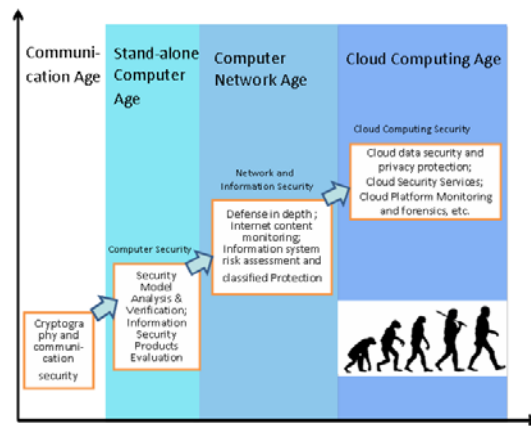 Communi-
cation Age
Stand-alone
Computer
Age
Computer
Network Age
Cloud Computing Age
Cloud Computing Security
Cloud data security and
privacy protection;
Cloud Security Services;
Cloud Platform Monitoring
and forensics, etc.
Network and
Information Security
Defense in depth ;
Internet content
monitoring;
Information system
risk assessment and
classified Protection
Computer Security
Security
Model
Analysis &
Verification;
Information
Security
Products
Evaluation
Cryptogra
phy and
communi-
cation
security